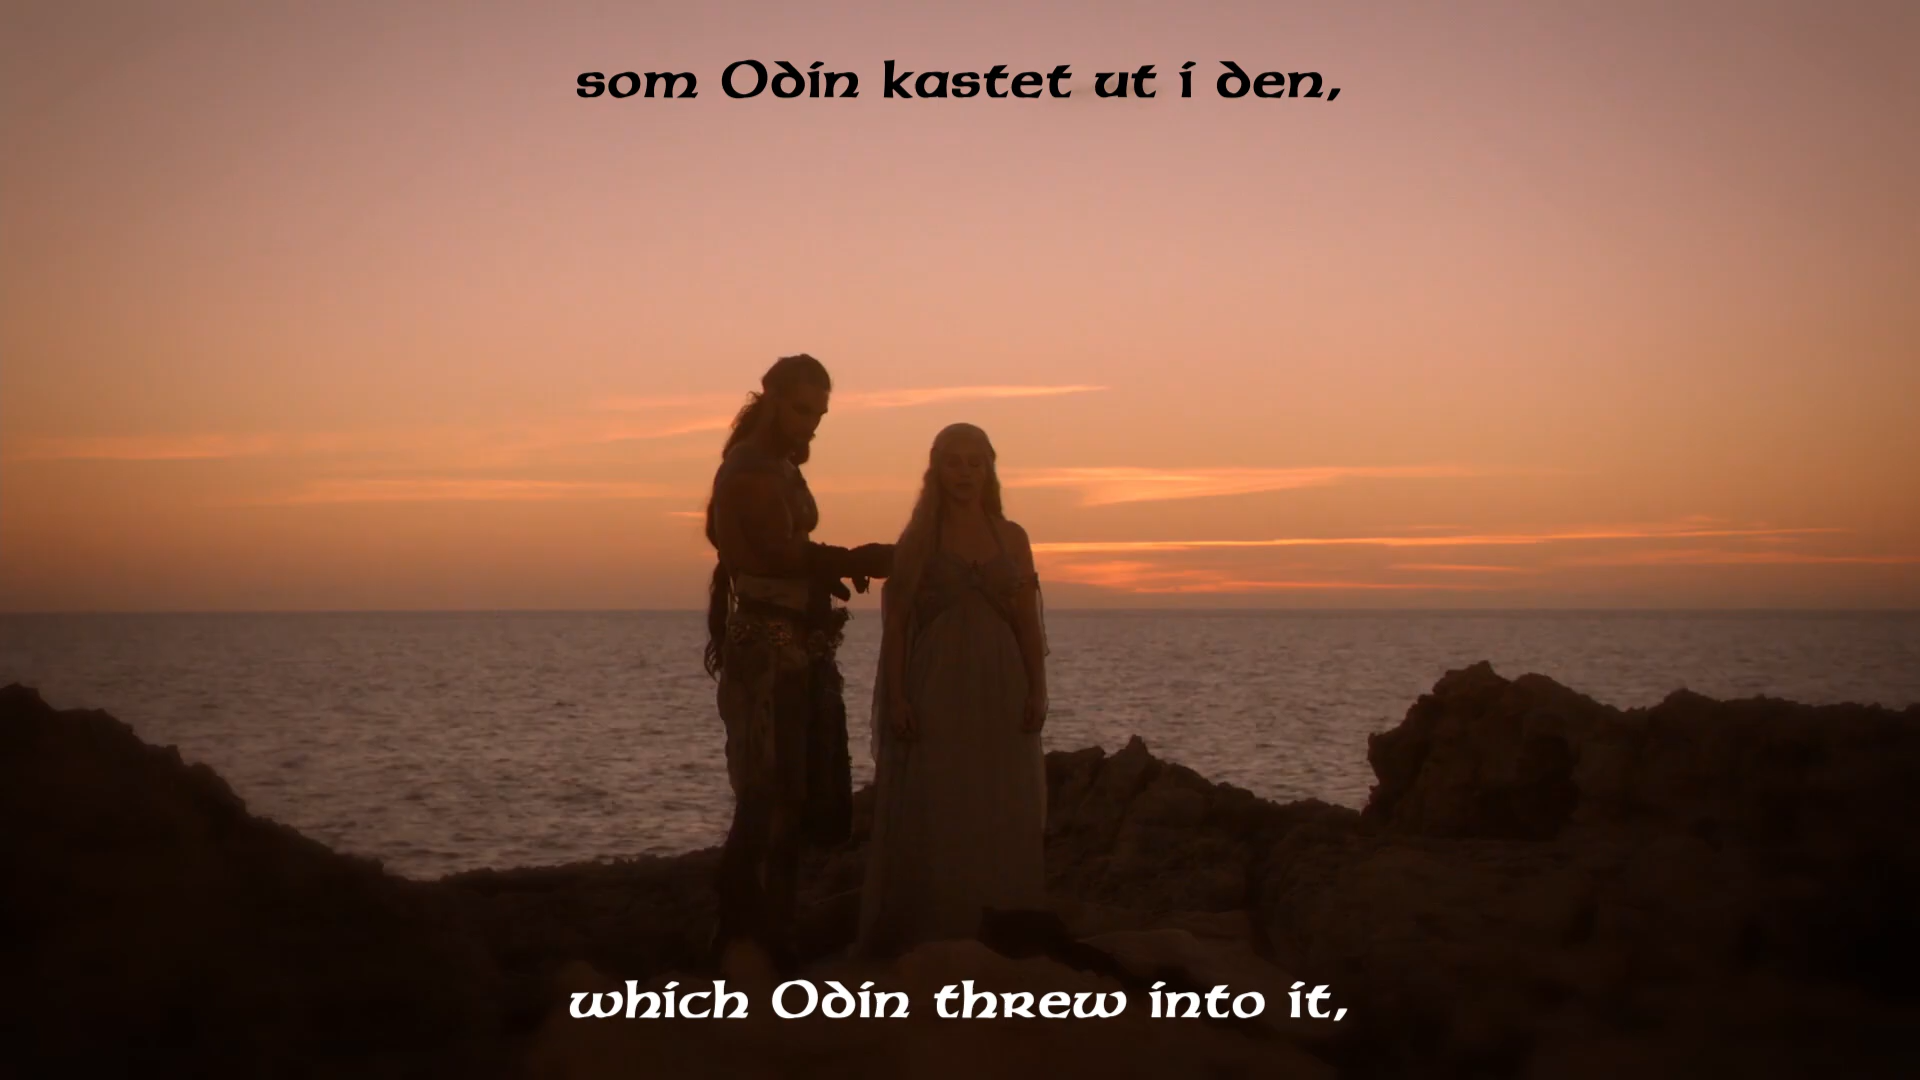 som Odin kastet ut i den,
which Odin threw into it,